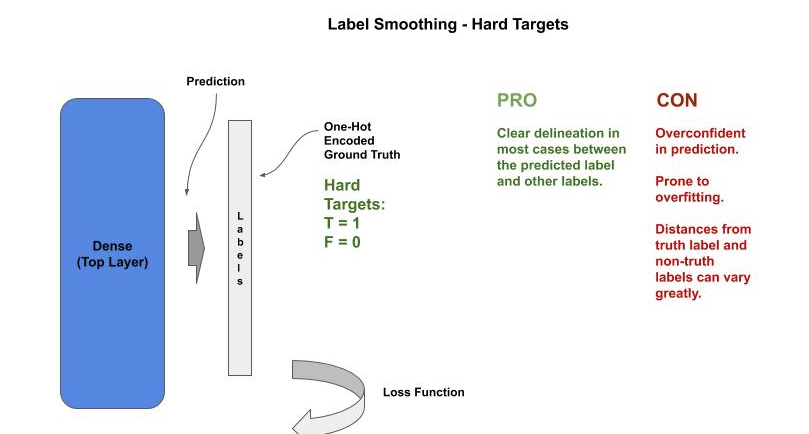 Label Smoothing - Hard Targets
Prediction
One-Hot
Encoded
Ground Truth
Hard
Targets:
T = 1
F = 0
Dense
(Top Layer)
L
a
b
e
l
s
Loss Function
PRO
Clear delineation in
most cases between
the predicted label
and other labels.
CON
Overconfident
in prediction.
Prone to
overfitting.
Distances from
truth label and
non-truth
labels can vary
greatly.